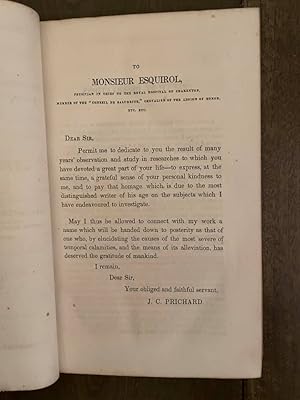 TO
MONSIEUR ESQUIROL,
PHYSICIAN IN CHIEF TO THE ROYAL HOSPITAL OF CHARENTON,
MEMBER OF THE "CONSEIL DE SALUBRITE," CHEVALIER OF THE LEGION OF HONOR,
ETC. ETC.
DEAR SIR,
Permit me to dedicate to you the result of many
years' observation and study in researches to which you
have devoted a great part of your life—to express, at
the same time, a grateful sense of your personal kindness to
me, and to pay that homage which is due to the most
distinguished writer of his age on the subjects which I
have endeavoured to investigate.
May I thus be allowed to connect with my work a
name which will be handed down to posterity as that of
one who, by elucidating the causes of the most severe of
temporal calamities, and the means of its alleviation, has
deserved the gratitude of mankind.
I remain,
Dear Sir,
Your obliged and faithful servant,
J. C. PRICHARD.